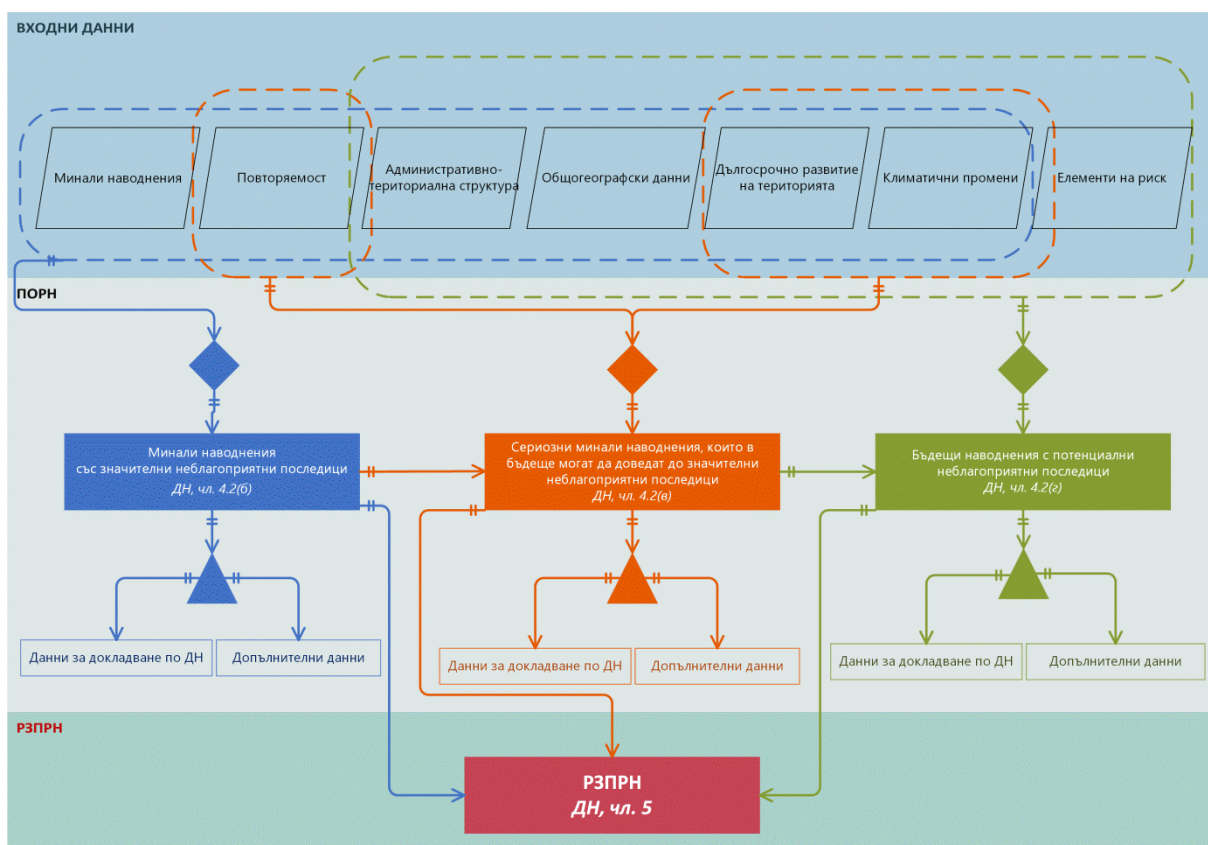 ВХОДНИ ДАННИ
Минали наводнения
Повторяемост
Административно-
териториална структура
Общогеографски данни
Дългосрочно развитие
на територията
Климатични промени
Елементи на риск
ПОРН
Минали наводнения
със значителни неблагоприятни последици
ДН, чл. 4.2(б)
Сериозни минали наводнения, които в
бъдеще могат да доведат до значителни
неблагоприятни последици
ДН, чл. 4.2(в)
Бъдещи наводнения с потенциални
неблагоприятни последици
ДН, чл. 4.2(г)
Данни за докладване по ДН
Допълнителни данни
Данни за докладване по ДН
Допълнителни данни
Данни за докладване по ДН
Допълнителни данни
РЗПРН
РЗПРН
ДН, чл. 5